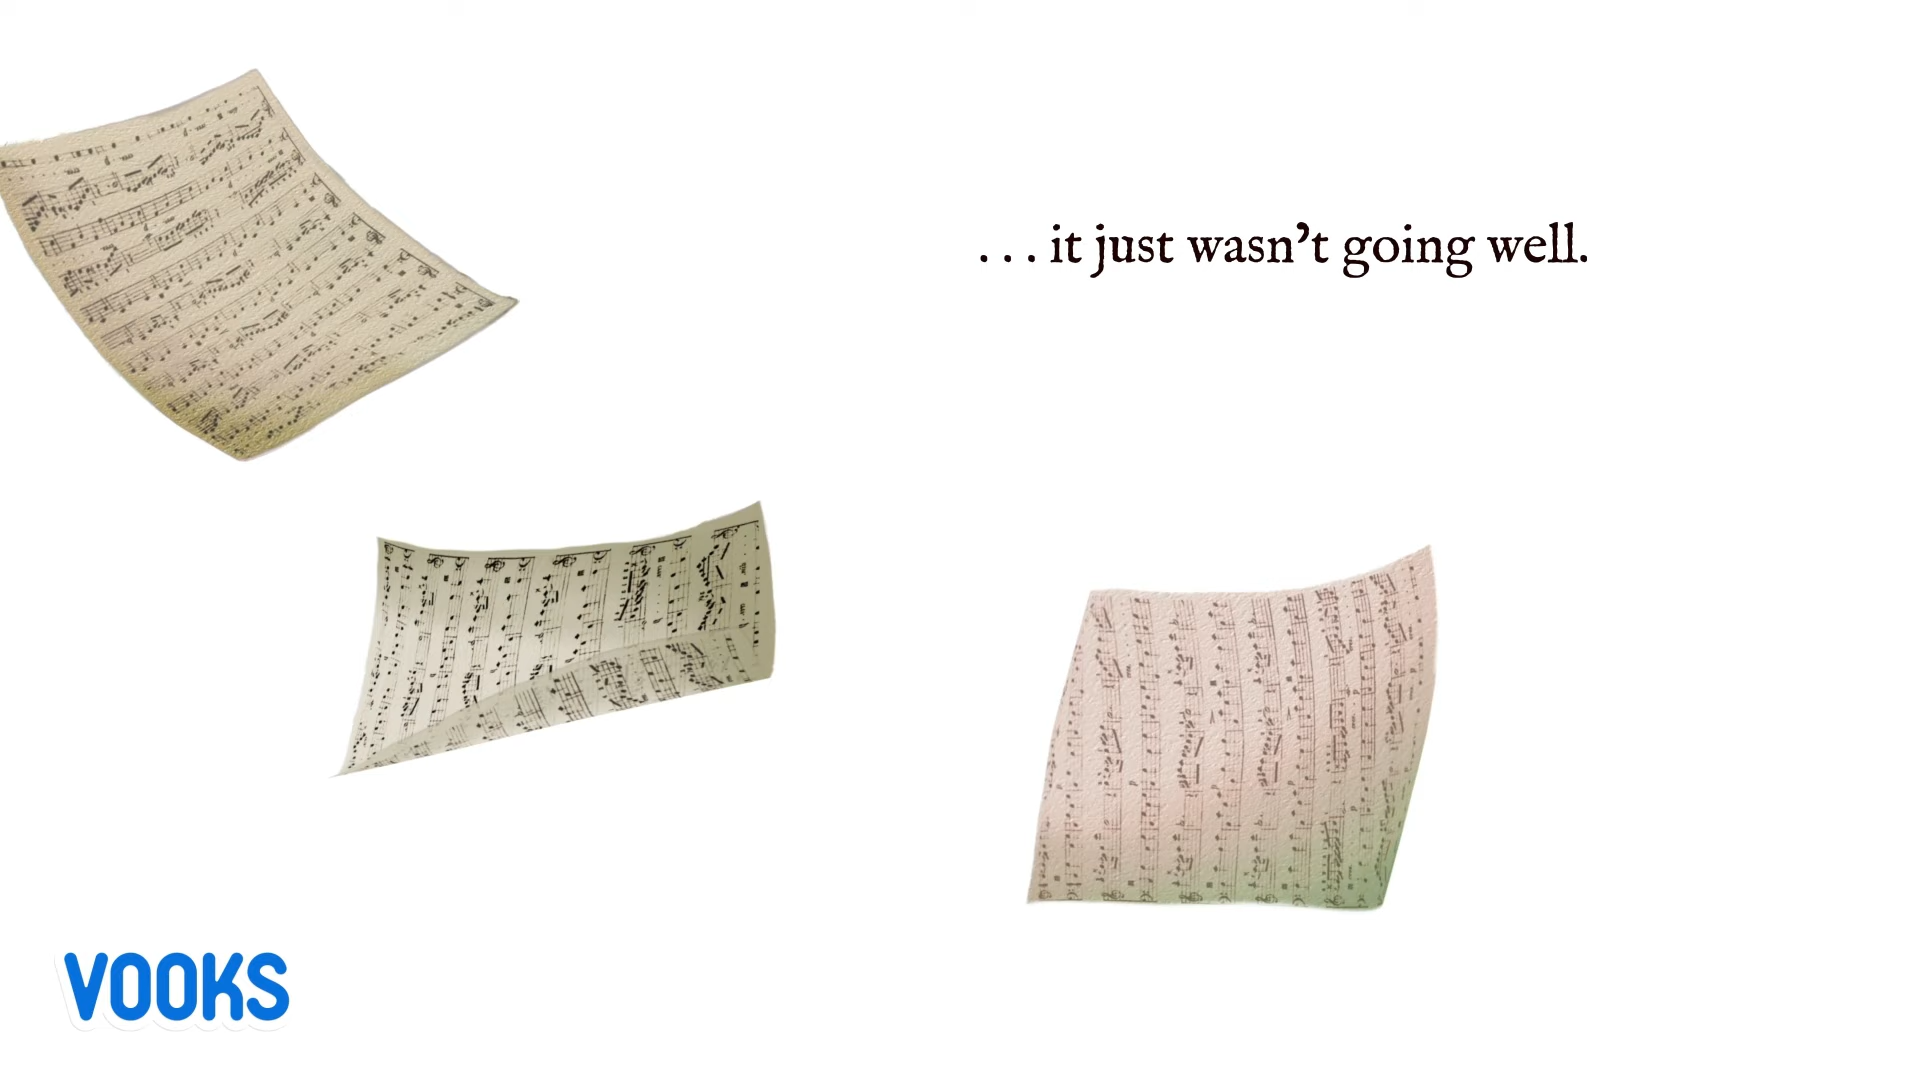 . . . it just wasn’t going well.
VOOKS